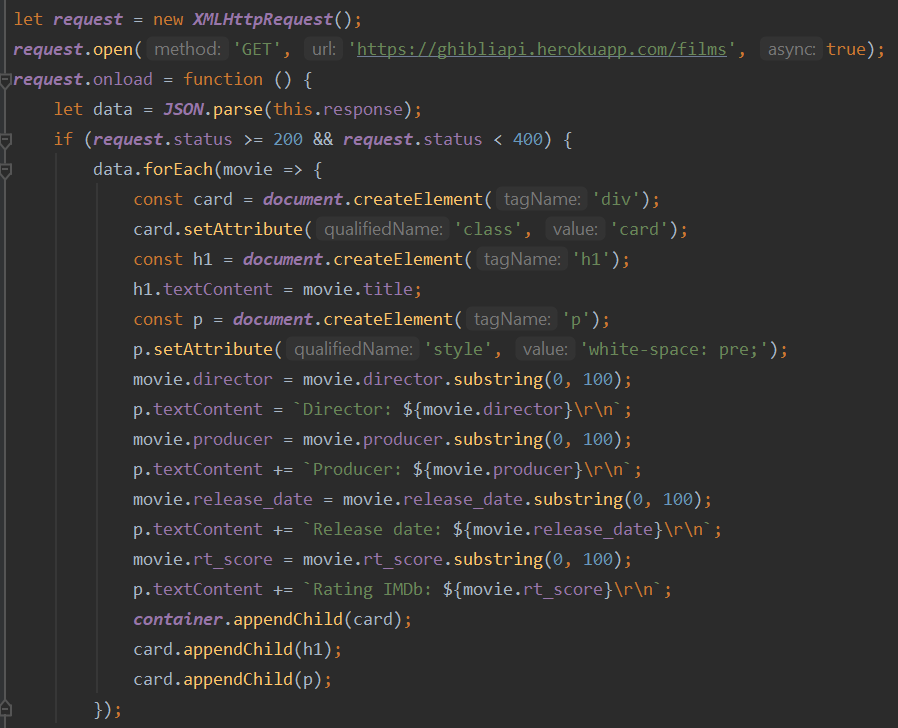 let request = new XMLHttpRequest();
request.open( method: 'GET', url: 'https://ghibliapi.herokuapp.com/films', async: true);
request.onload = function () {
    let data = JSON.parse(this.response);
    if (request.status >= 200 && request.status < 400) {
        data.forEach(movie => {
            const card = document.createElement( tagName: 'div');
            card.setAttribute( qualifiedName: 'class', value: 'card');
            const h1 = document.createElement( tagName: 'h1');
            h1.textContent = movie.title;
            const p = document.createElement( tagName: 'p');
            p.setAttribute( qualifiedName: 'style', value: 'white-space: pre;');
            movie.director = movie.director.substring(0, 100);
            p.textContent = `Director: ${movie.director}\r\n`;
            movie.producer = movie.producer.substring(0, 100);
            p.textContent += `Producer: ${movie.producer}\r\n`;
            movie.release_date = movie.release_date.substring(0, 100);
            p.textContent += `Release date: ${movie.release_date}\r\n`;
            movie.rt_score = movie.rt_score.substring(0, 100);
            p.textContent += `Rating IMDb: ${movie.rt_score}\r\n`;
            container.appendChild(card);
            card.appendChild(h1);
            card.appendChild(p);
        });